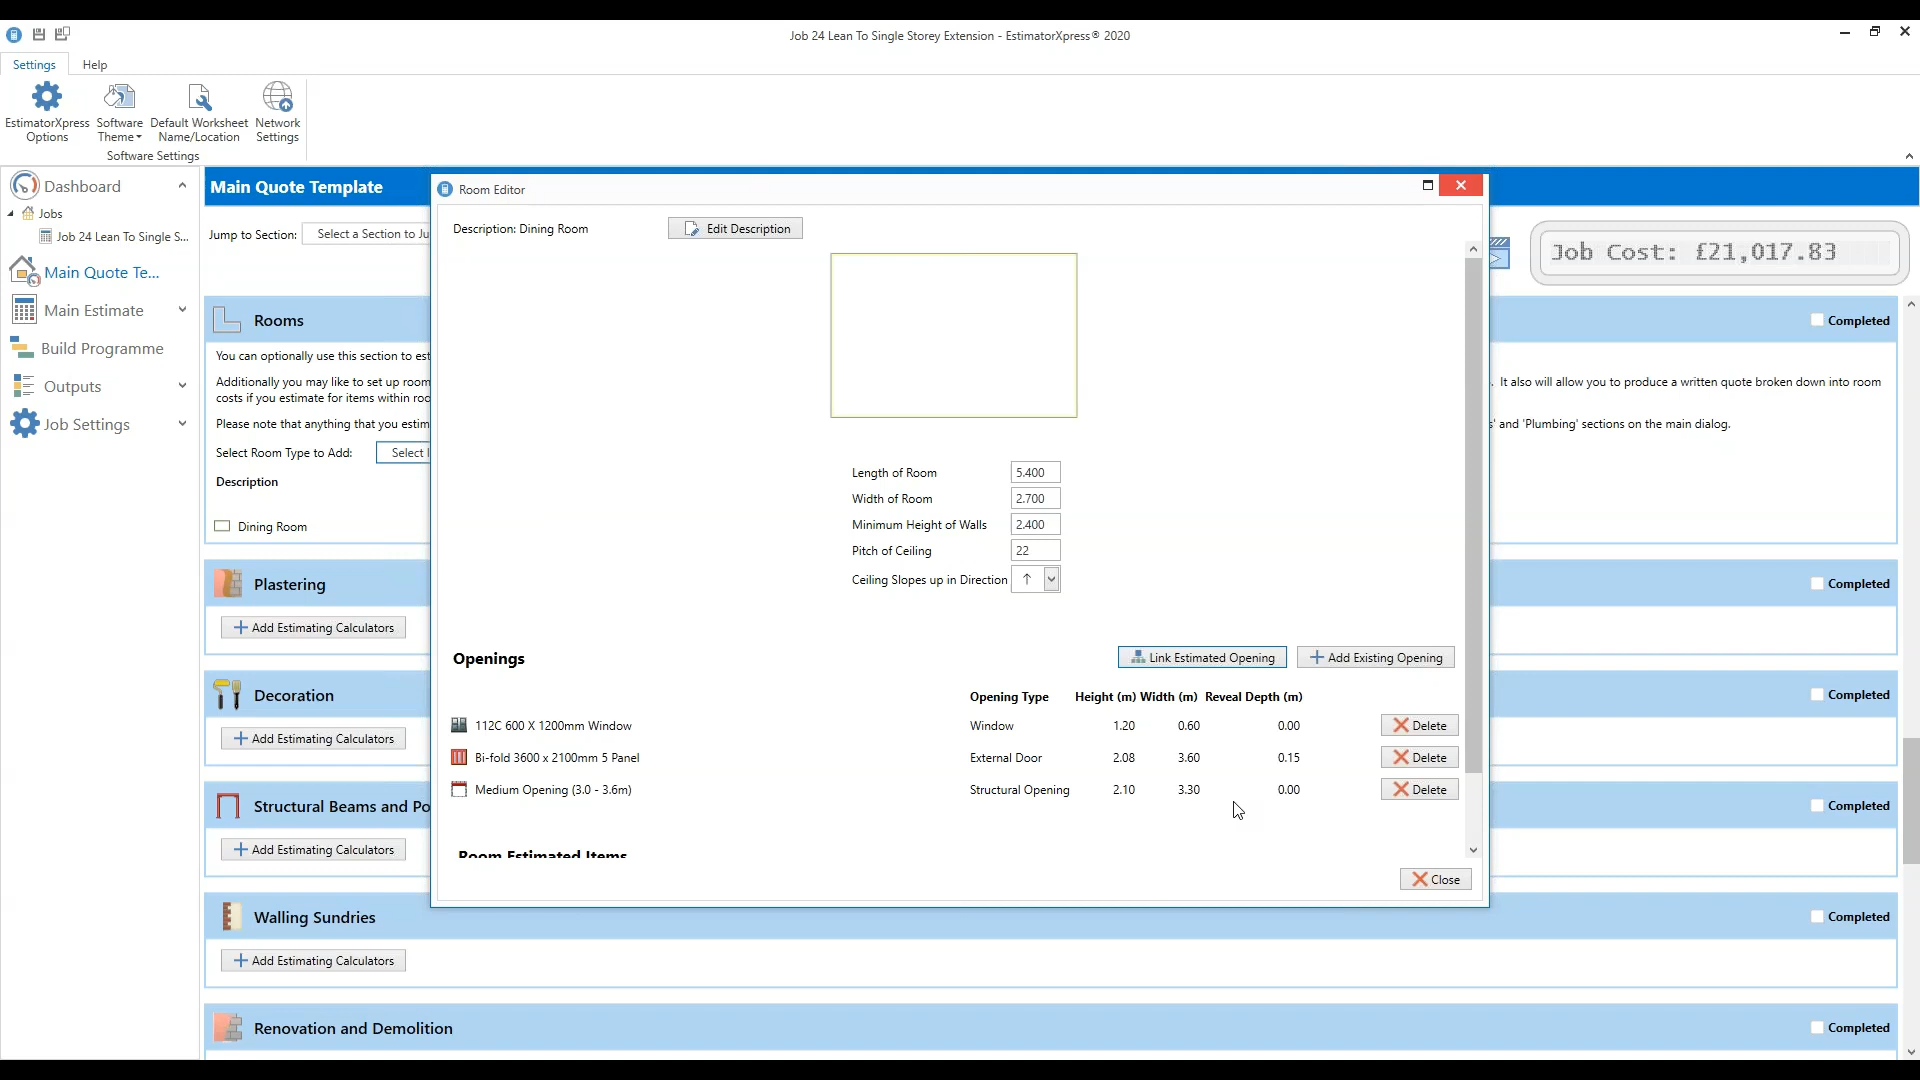 Job 24 Lean To Single Storey Extension - EstimatorXpress® 2020
Settings
Help
EstimatorXpress Options
Software Theme
Default Worksheet Name/Location
Network Settings
Software Settings
Dashboard
Jobs
Job 24 Lean To Single S...
Main Quote Te...
Main Estimate
Build Programme
Outputs
Job Settings
Main Quote Template
Jump to Section:
Select a Section to Ju
Job Cost: £21,017.83
Rooms
Completed
You can optionally use this section to est
Additionally you may like to set up room
. It also will allow you to produce a written quote broken down into room
costs if you estimate for items within roo
Please note that anything that you estim
s' and 'Plumbing' sections on the main dialog.
Select Room Type to Add:
Select
Description
Dining Room
Plastering
Completed
Add Estimating Calculators
Decoration
Completed
Add Estimating Calculators
Structural Beams and Po
Completed
Add Estimating Calculators
Walling Sundries
Completed
Add Estimating Calculators
Renovation and Demolition
Completed
Room Editor
Description: Dining Room
Edit Description
Length of Room 5.400
Width of Room 2.700
Minimum Height of Walls 2.400
Pitch of Ceiling 22
Ceiling Slopes up in Direction ↑
Openings
Link Estimated Opening
Add Existing Opening
Opening Type Height (m) Width (m) Reveal Depth (m)
112C 600 X 1200mm Window Window 1.20 0.60 0.00 Delete
Bi-fold 3600 x 2100mm 5 Panel External Door 2.08 3.60 0.15 Delete
Medium Opening (3.0 - 3.6m) Structural Opening 2.10 3.30 0.00 Delete
Room Estimated Items
Close